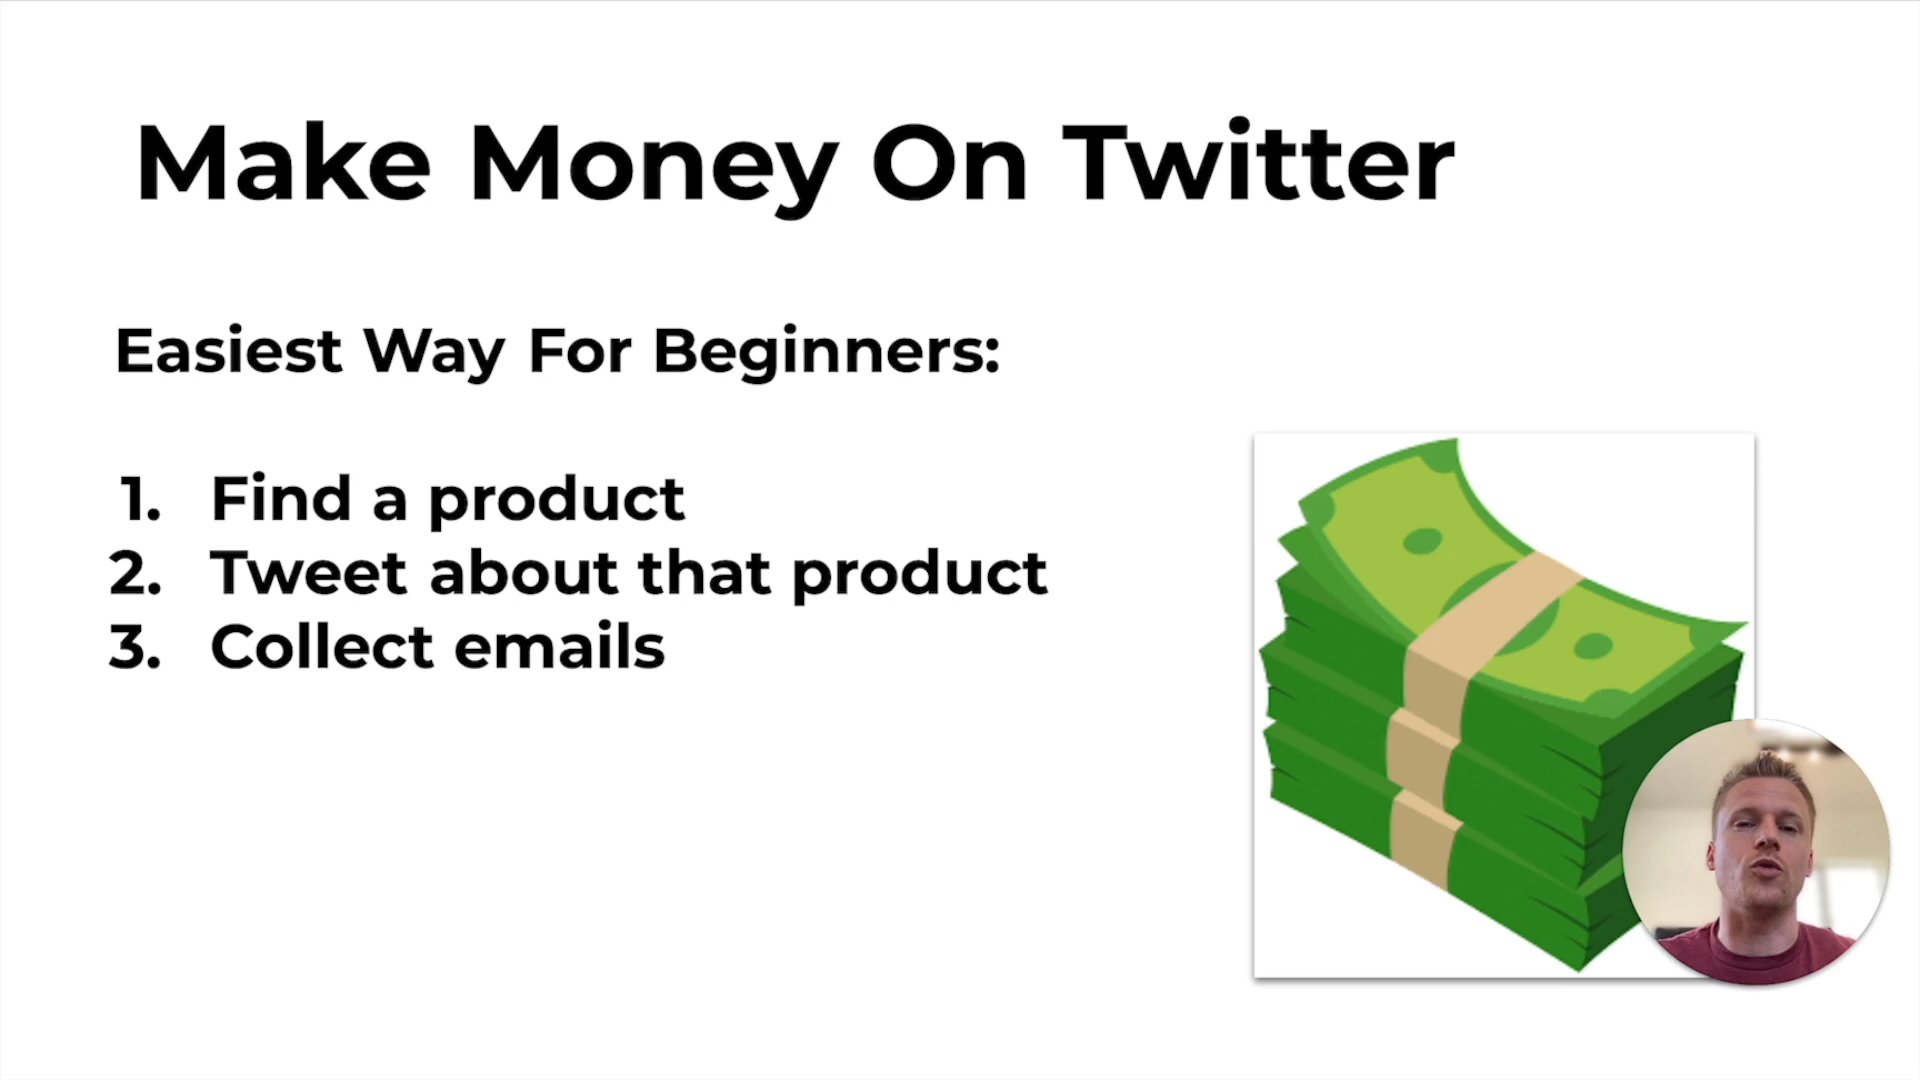 Make Money On Twitter
Easiest Way For Beginners:
1. Find a product
2. Tweet about that product
3. Collect emails